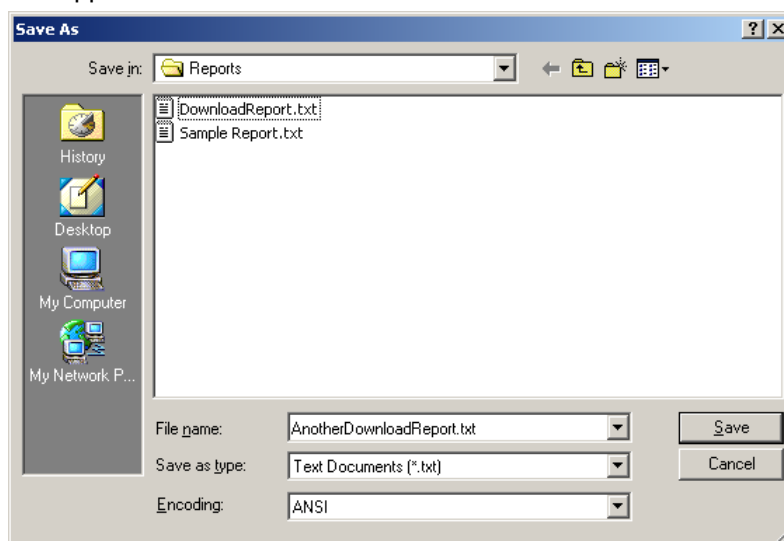 Save As
Save in: Reports
DownloadReport.txt
Sample Report.txt
History
Desktop
My Computer
My Network P...
File name: AnotherDownloadReport.txt Save
Save as type: Text Documents (*.txt) Cancel
Encoding: ANSI